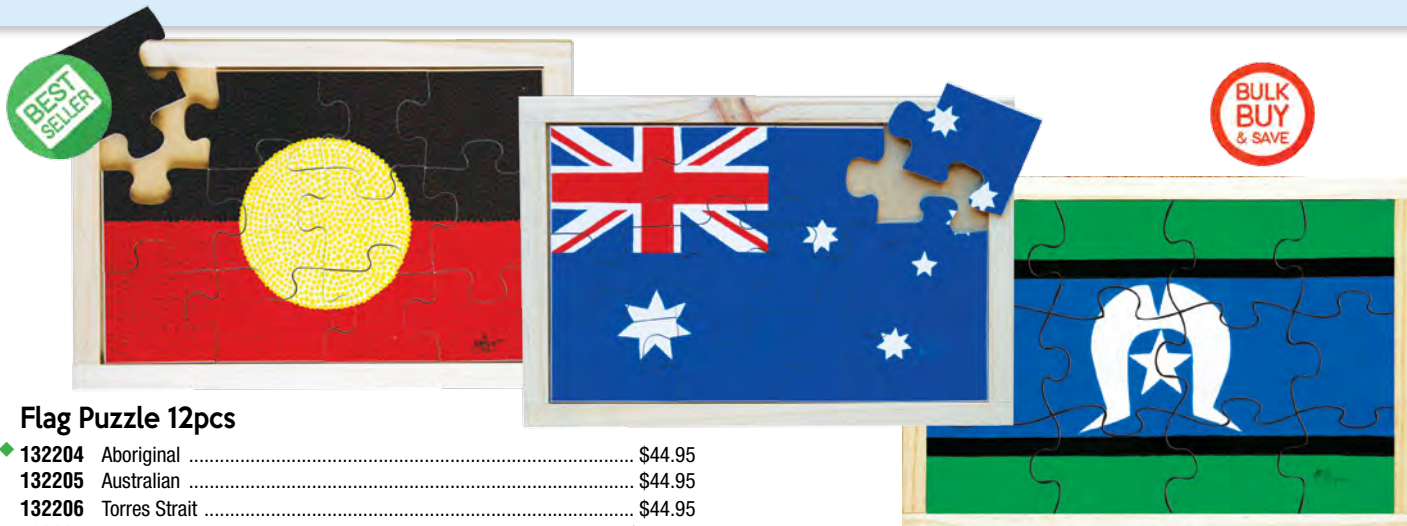 BEST
SELLER
BULK
BUY
& SAVE
Flag Puzzle 12pcs
132204 Aboriginal ........................................................................................ $44.95
132205 Australian ........................................................................................ $44.95
132206 Torres Strait ..................................................................................... $44.95